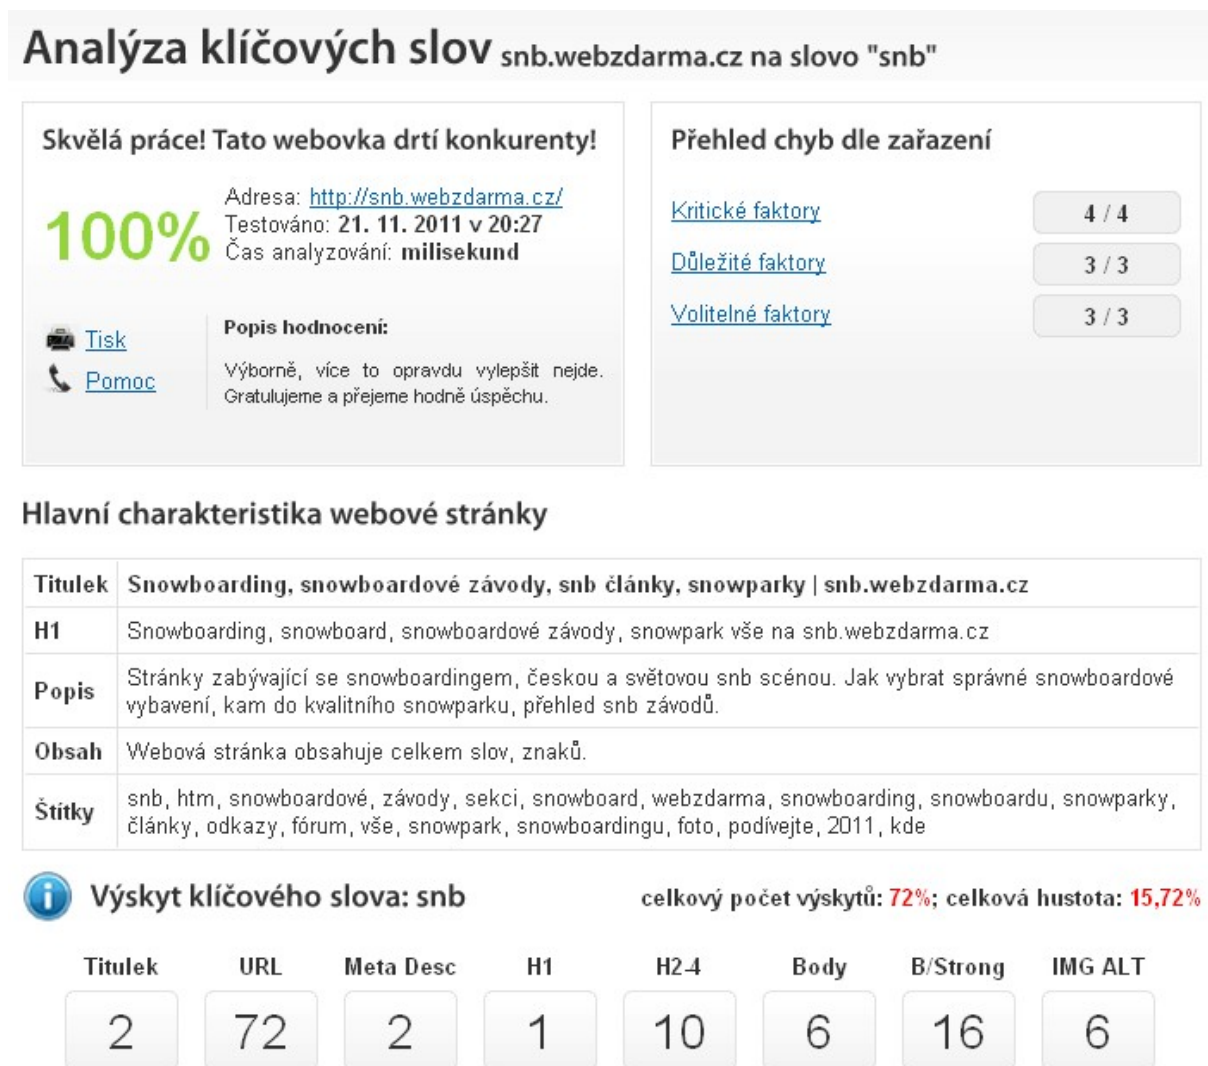 Analýza klíčových slov snb.webzdarma.cz na slovo "snb"
Skvělá práce! Tato webovka drtí konkurenty!
100%
Adresa: http://snb.webzdarma.cz/
Testováno: 21. 11. 2011 v 20:27
Čas analyzování: milisekund
Tisk
Pomoc
Popis hodnocení:
Výborně, více to opravdu vylepšit nejde.
Gratulujeme a přejeme hodně úspěchu.
Přehled chyb dle zařazení
Kritické faktory 4 / 4
Důležité faktory 3 / 3
Volitelné faktory 3 / 3
Hlavní charakteristika webové stránky
Titulek Snowboarding, snowboardové závody, snb články, snowparky | snb.webzdarma.cz
H1 Snowboarding, snowboard, snowboardové závody, snowpark vše na snb.webzdarma.cz
Popis Stránky zabývající se snowboardingem, českou a světovou snb scénou. Jak vybrat správné snowboardové
vybavení, kam do kvalitního snowparku, přehled snb závodů.
Obsah Webová stránka obsahuje celkem slov, znaků.
Štítky snb, htm, snowboardové, závody, sekci, snowboard, webzdarma, snowboarding, snowboardu, snowparky,
články, odkazy, fórum, vše, snowpark, snowboardingu, foto, podívejte, 2011, kde
Výskyt klíčového slova: snb celkový počet výskytů: 72%; celková hustota: 15,72%
Titulek URL Meta Desc H1 H2-4 Body B/Strong IMG ALT
2 72 2 1 10 6 16 6